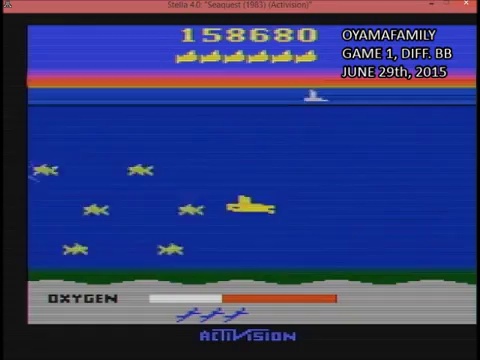 Stella 4.0: "Seaquest (1983) (Activision)"
158680
OYAMAFAMILY
GAME 1, DIFF. BB
JUNE 29th, 2015
OXYGEN
ACTIVISION